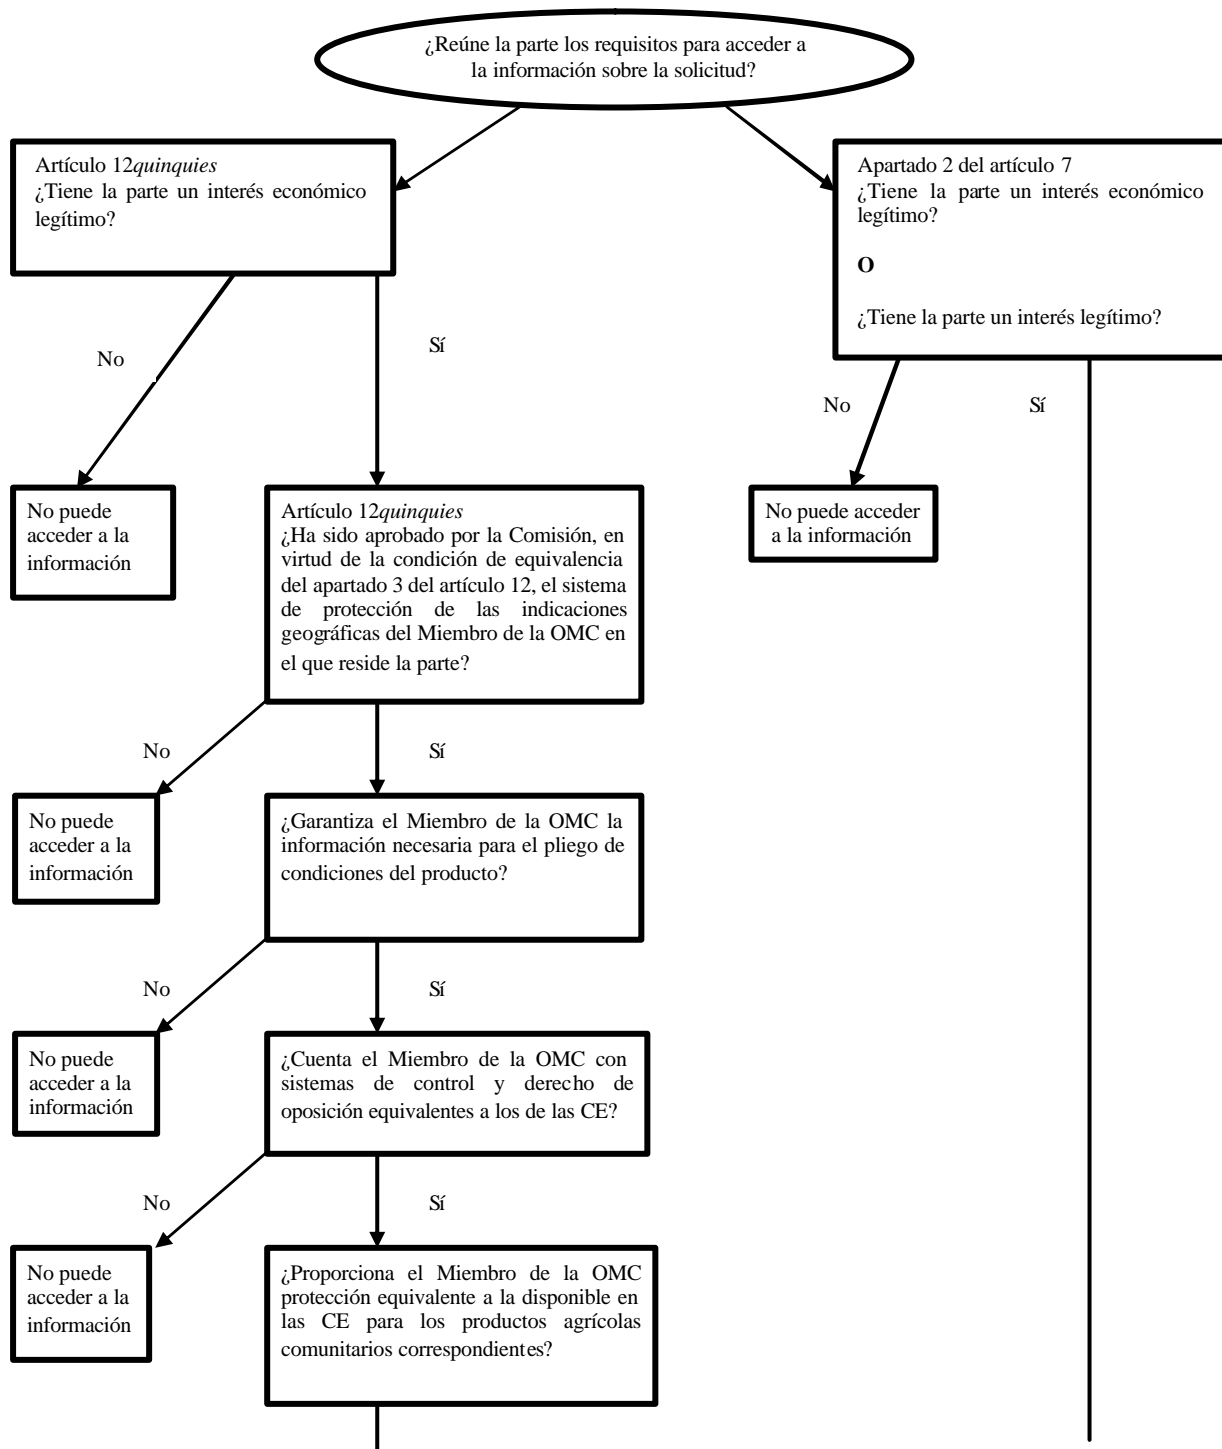 ¿Reúne la parte los requisitos para acceder a
la información sobre la solicitud?
Artículo 12quinquies
¿Tiene la parte un interés económico
legítimo?
Apartado 2 del artículo 7
¿Tiene la parte un interés económico
legítimo?
O
¿Tiene la parte un interés legítimo?
No
Sí
No
Sí
No puede
acceder a la
información
Artículo 12quinquies
¿Ha sido aprobado por la Comisión, en
virtud de la condición de equivalencia
del apartado 3 del artículo 12, el sistema
de protección de las indicaciones
geográficas del Miembro de la OMC en
el que reside la parte?
No puede acceder
a la información
No
Sí
No puede
acceder a la
información
¿Garantiza el Miembro de la OMC la
información necesaria para el pliego de
condiciones del producto?
No
Sí
No puede
acceder a la
información
¿Cuenta el Miembro de la OMC con
sistemas de control y derecho de
oposición equivalentes a los de las CE?
No
Sí
No puede
acceder a la
información
¿Proporciona el Miembro de la OMC
protección equivalente a la disponible en
las CE para los productos agrícolas
comunitarios correspondientes?